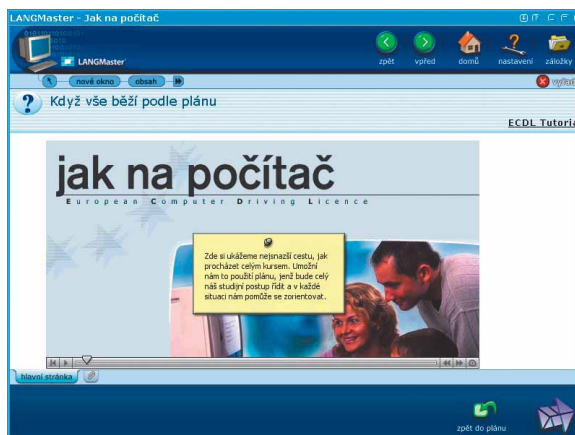 LANGMaster - Jak na počítač
LANGMaster
zpět vpřed domů nastavení záložky
nové okno obsah
Když vše běží podle plánu
ECDL Tutoria
jak na počítač
European Computer Driving Licence
Zde si ukážeme nejsnazší cestu, jak
procházet celým kursem. Umožní
nám to použití plánu, jenž bude celý
náš studijní postup řídit a v každé
situaci nám pomůže se zorientovat.
hlavní stránka
zpět do plánu